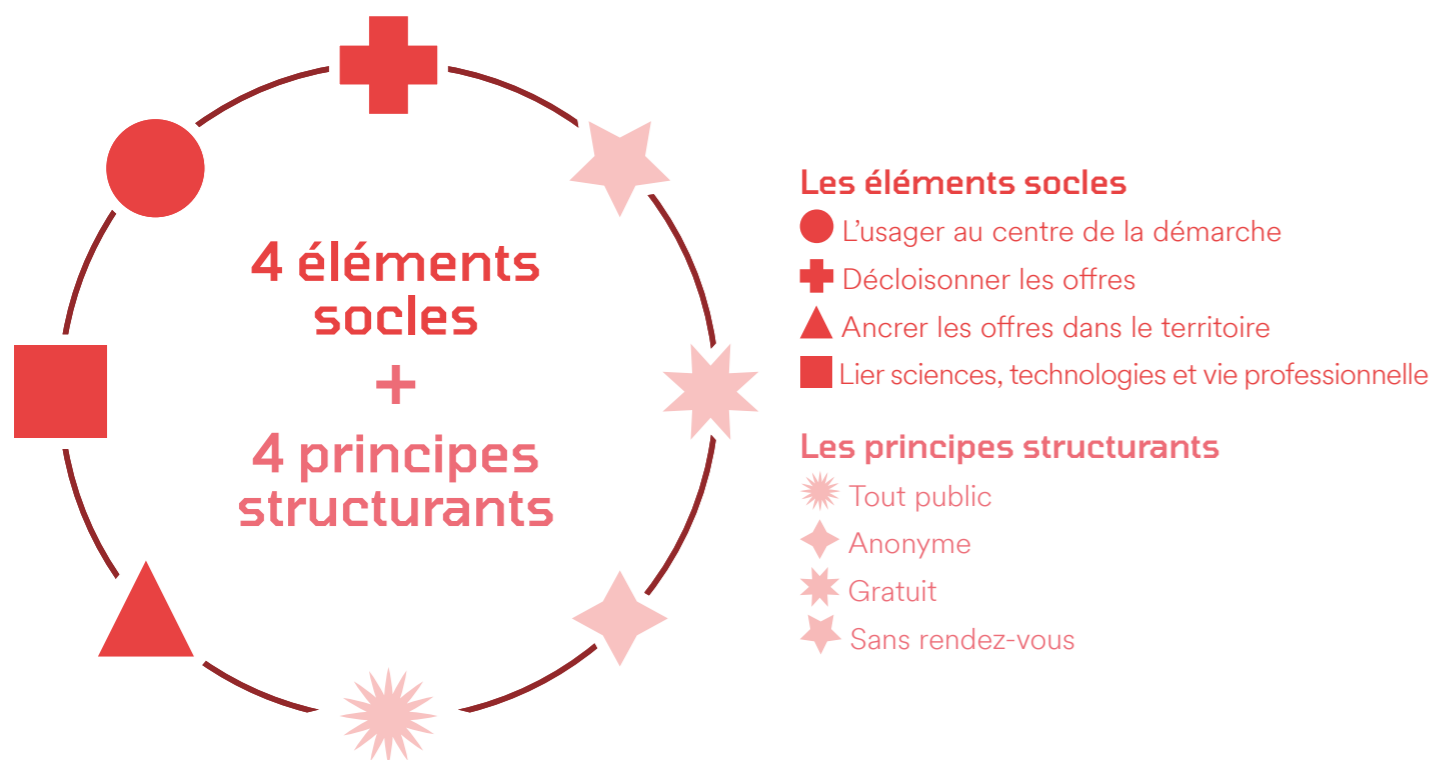 4 éléments
socles
+
4 principes
structurants
Les éléments socles
L'usager au centre de la démarche
Décloisonner les offres
Ancrer les offres dans le territoire
Lier sciences, technologies et vie professionnelle
Les principes structurants
Tout public
Anonyme
Gratuit
Sans rendez-vous